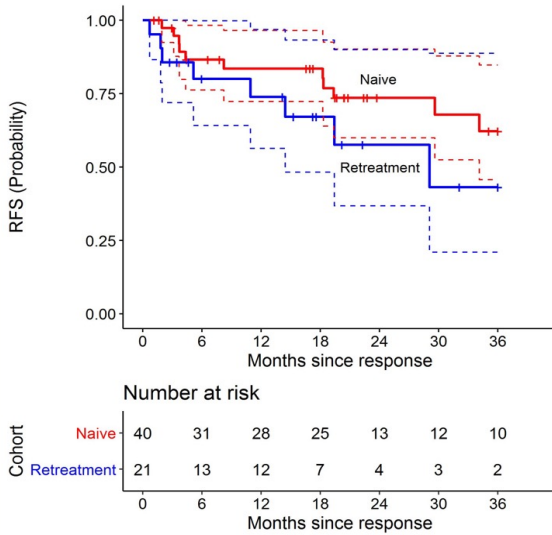 RFS (Probability)
1.00
0.75
0.50
0.25
0.00
Naive
Retreatment
0 6 12 18 24 30 36
Months since response
Number at risk
Cohort
Naive 40 31 28 25 13 12 10
Retreatment 21 13 12 7 4 3 2
0 6 12 18 24 30 36
Months since response